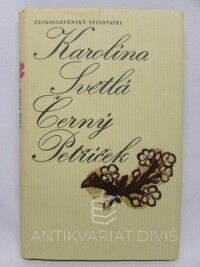 ČESKOSLOVENSKÝ SPISOVATEL
Karolina
Světlá
Černý
Petříček
ANTIKVARIÁT DIVIŠ